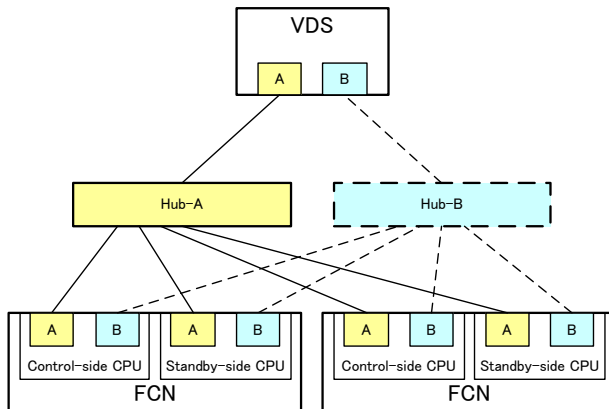 VDS
A B
Hub-A Hub-B
A B A B A B A B
Control-side CPU Standby-side CPU Control-side CPU Standby-side CPU
FCN FCN